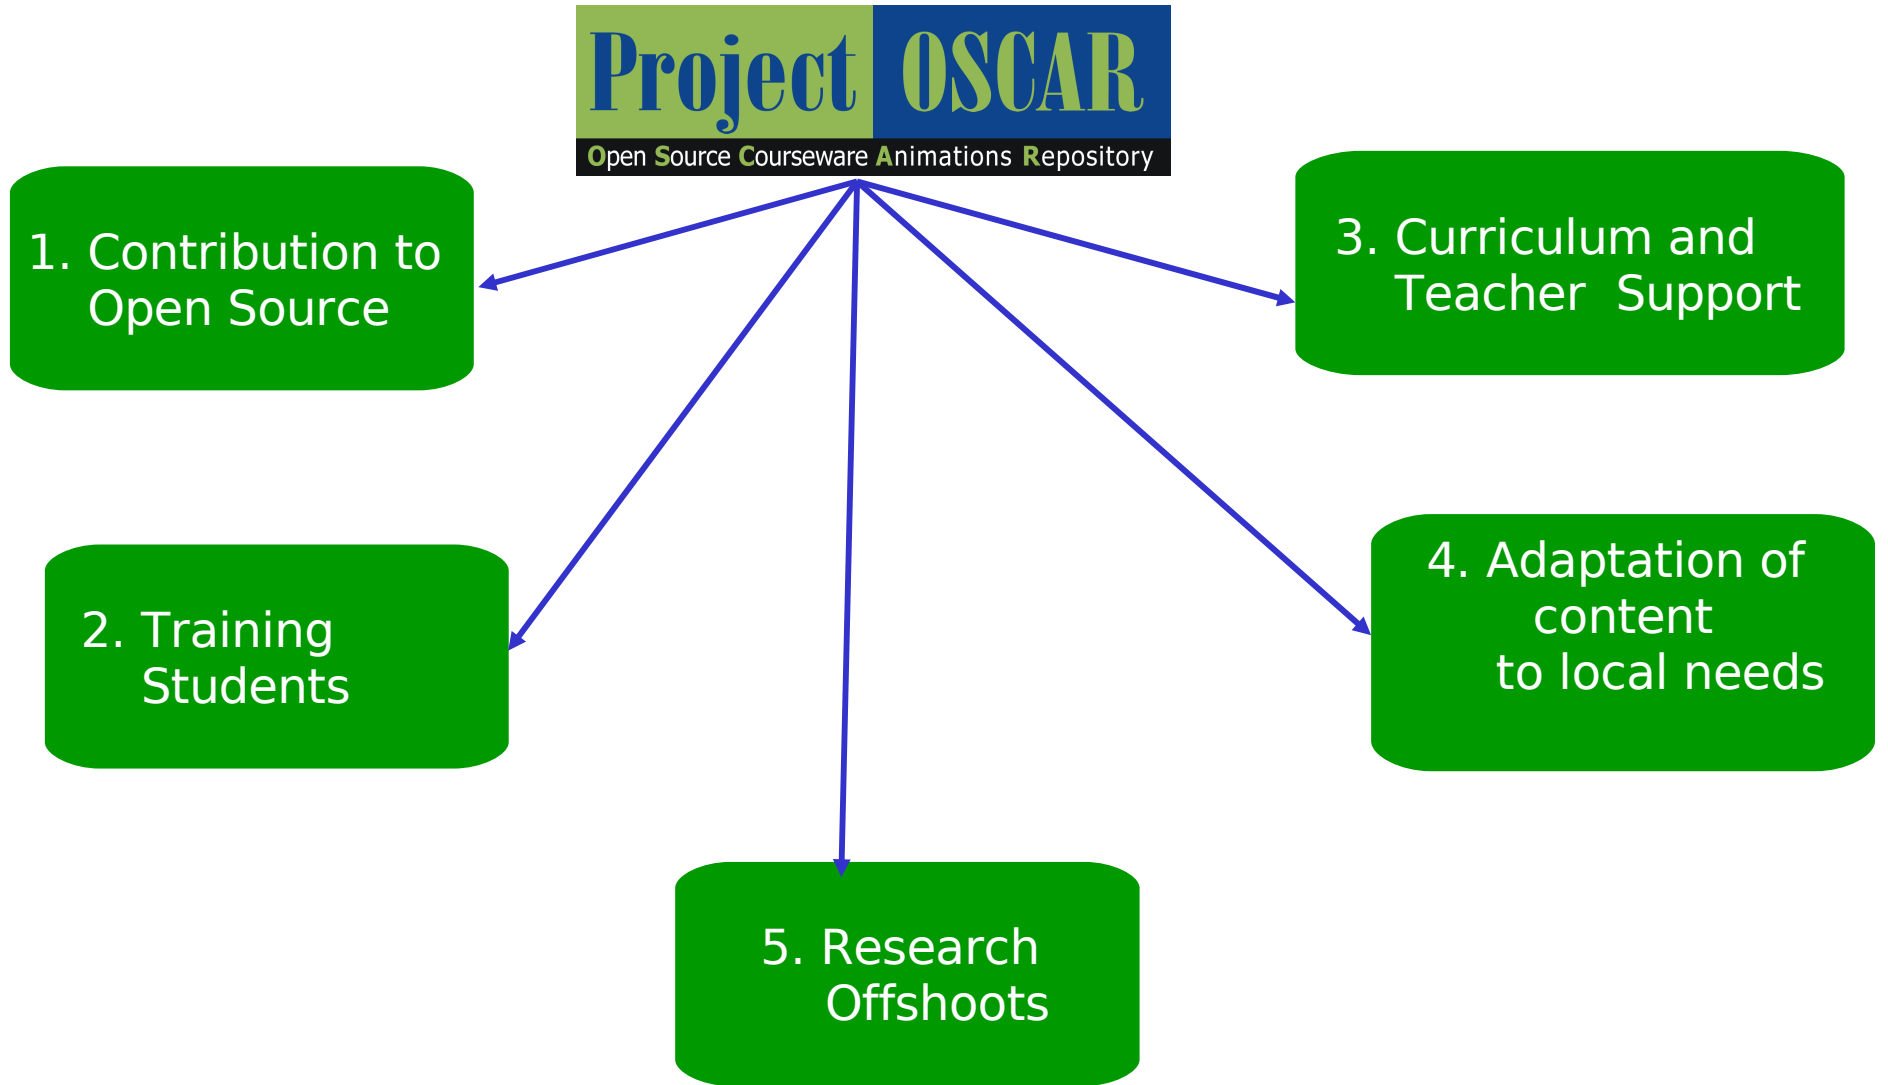 Project OSCAR
Open Source Courseware Animations Repository
1. Contribution to
Open Source
2. Training
Students
3. Curriculum and
Teacher  Support
4. Adaptation of
content
to local needs
5. Research
Offshoots